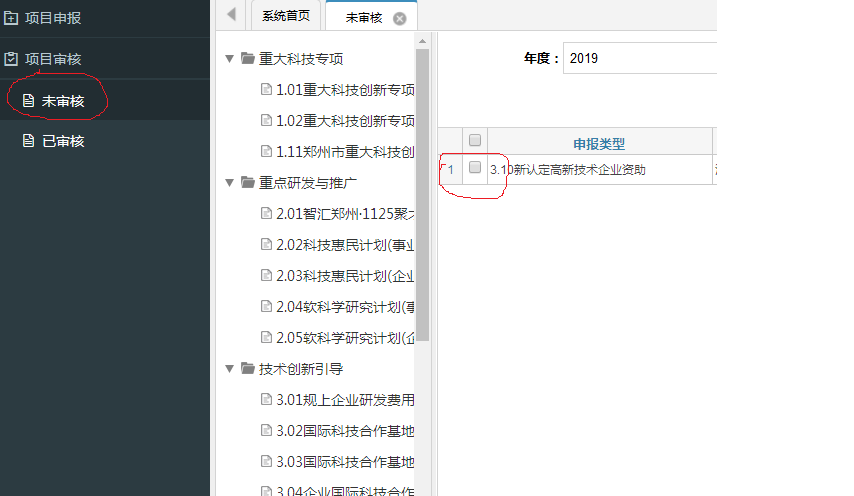 项目申报
项目审核
未审核
已审核
系统首页
未审核
重大科技专项
1.01重大科技创新专项
1.02重大科技创新专项
1.11郑州市重大科技创
重点研发与推广
2.01智汇郑州·1125聚才
2.02科技惠民计划(事业
2.03科技惠民计划(企业
2.04软科学研究计划(事
2.05软科学研究计划(企
技术创新引导
3.01规上企业研发费用
3.02国际科技合作基地
3.03国际科技合作基地
3.04企业国际科技合作
年度：
2019
申报类型
1
3.10新认定高新技术企业资助